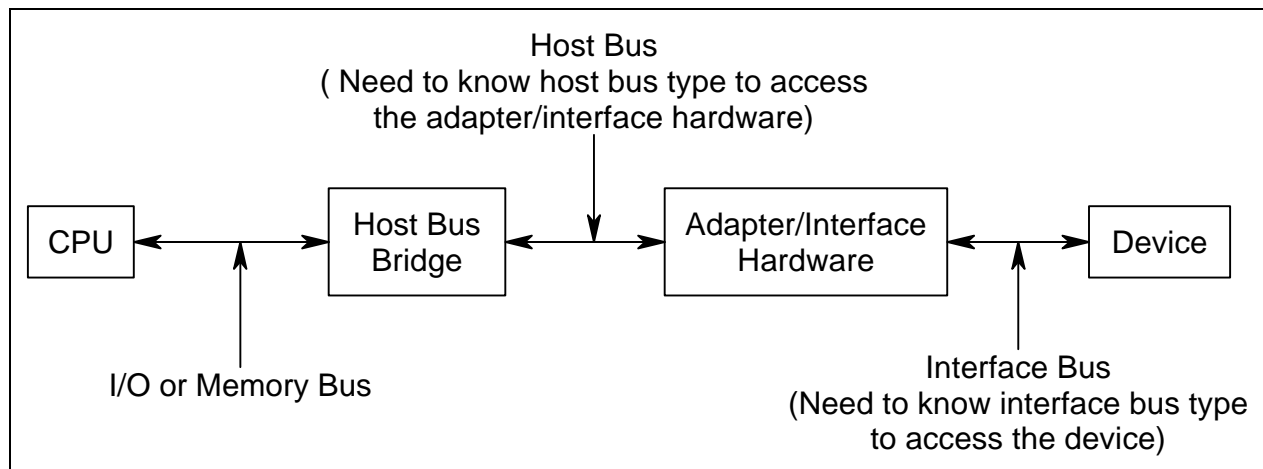 Host Bus
( Need to know host bus type to access
the adapter/interface hardware)
CPU
Host Bus
Bridge
Adapter/Interface
Hardware
Device
I/O or Memory Bus
Interface Bus
(Need to know interface bus type
to access the device)